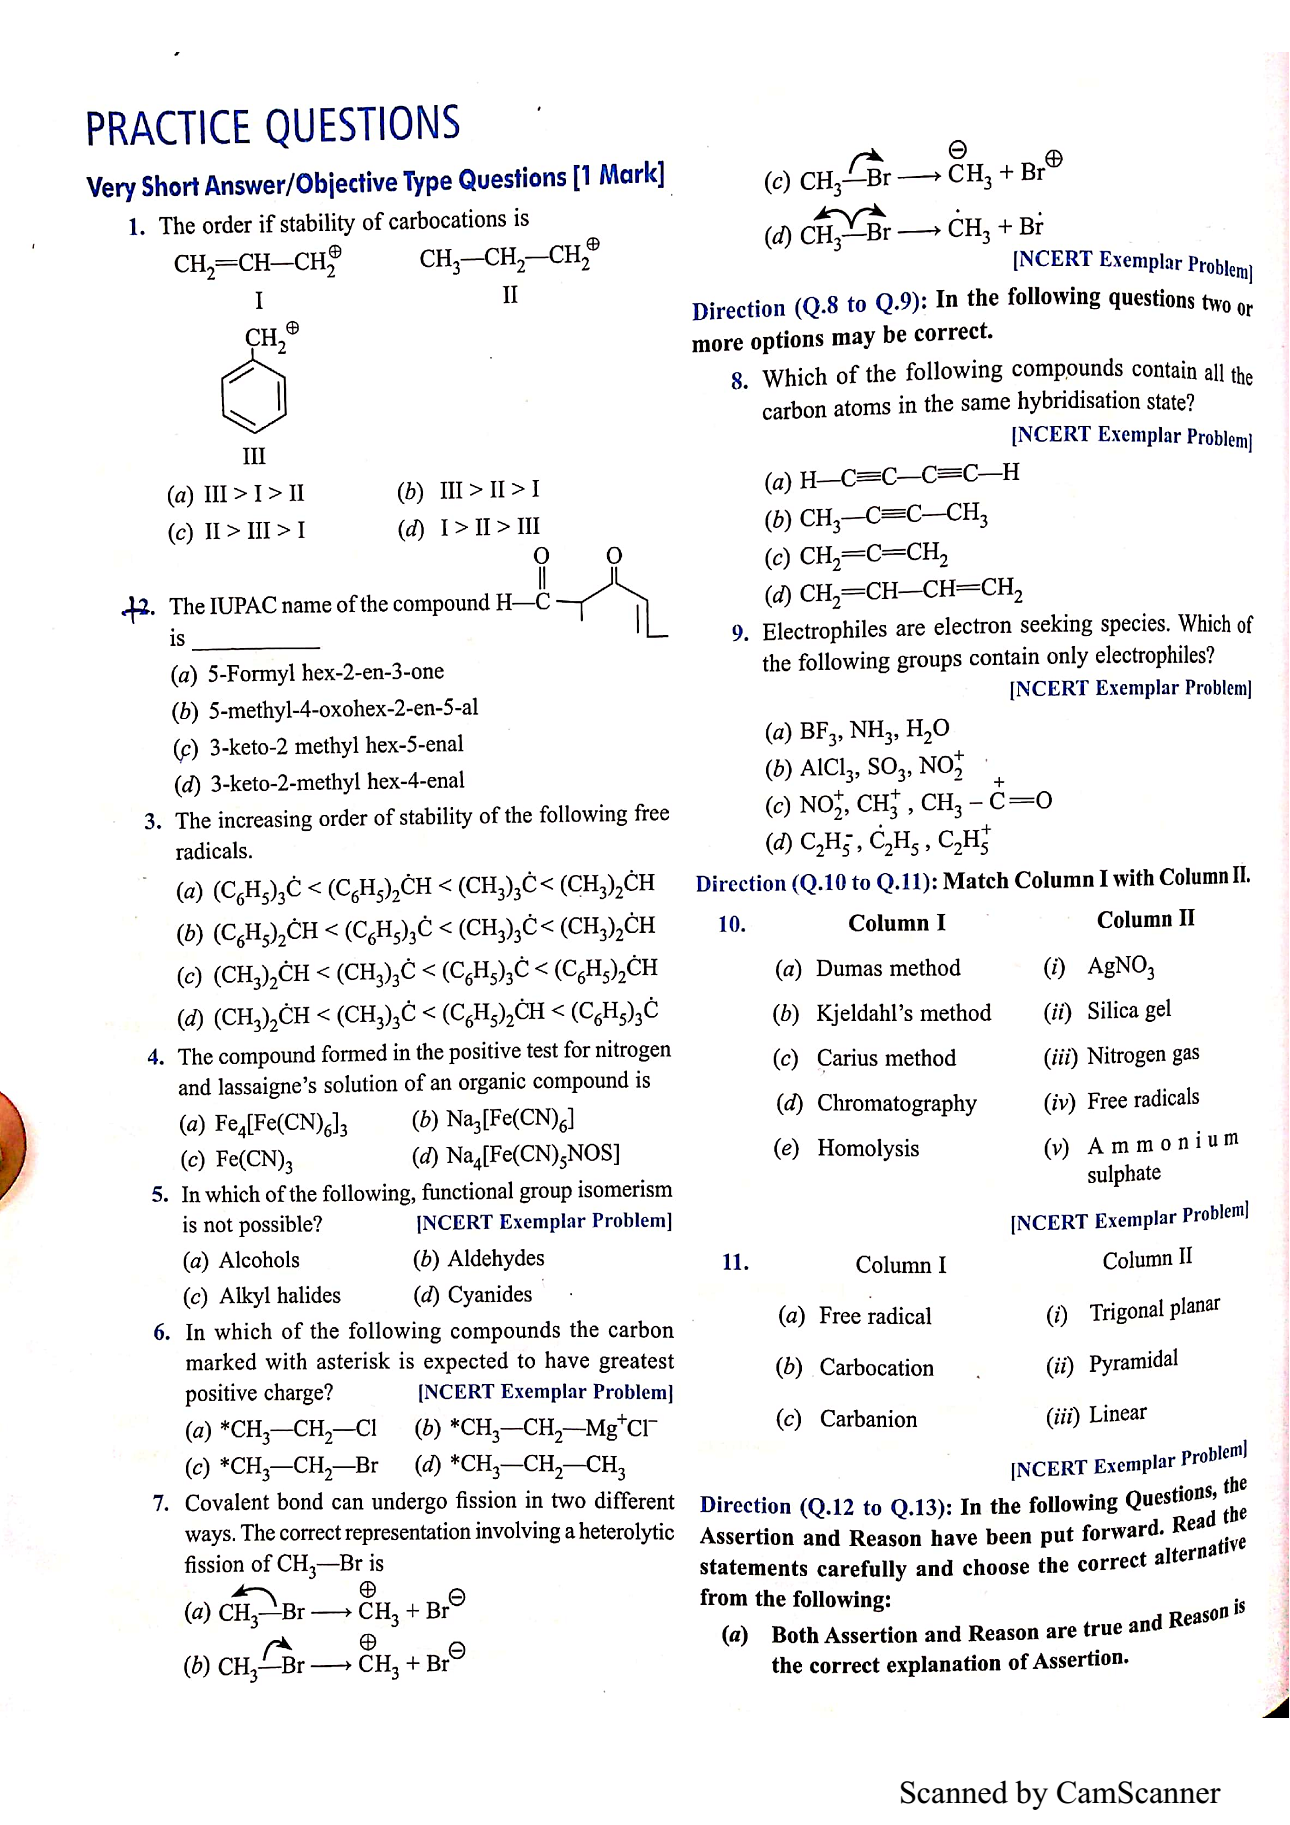 PRACTICE QUESTIONS
Very Short Answer/Objective Type Questions [1 Mark]
1. The order if stability of carbocations is
CH₂=CH—CH₂⊕ CH₃—CH₂—CH₂⊕
I II
CH₂⊕
III
(a) III > I > II (b) III > II > I
(c) II > III > I (d) I > II > III
O O
2. The IUPAC name of the compound H—C
is ____________
(a) 5-Formyl hex-2-en-3-one
(b) 5-methyl-4-oxohex-2-en-5-al
(c) 3-keto-2 methyl hex-5-enal
(d) 3-keto-2-methyl hex-4-enal
3. The increasing order of stability of the following free
radicals.
(a) (C₆H₅)₃Ċ < (C₆H₅)₂ĊH < (CH₃)₃Ċ < (CH₃)₂ĊH
(b) (C₆H₅)₂ĊH < (C₆H₅)₃Ċ < (CH₃)₃Ċ < (CH₃)₂ĊH
(c) (CH₃)₂ĊH < (CH₃)₃Ċ < (C₆H₅)₃Ċ < (C₆H₅)₂ĊH
(d) (CH₃)₂ĊH < (CH₃)₃Ċ < (C₆H₅)₂ĊH < (C₆H₅)₃Ċ
4. The compound formed in the positive test for nitrogen
and lassaigne's solution of an organic compound is
(a) Fe₄[Fe(CN)₆]₃ (b) Na₃[Fe(CN)₆]
(c) Fe(CN)₃ (d) Na₄[Fe(CN)₅NOS]
5. In which of the following, functional group isomerism
is not possible? [NCERT Exemplar Problem]
(a) Alcohols (b) Aldehydes
(c) Alkyl halides (d) Cyanides
6. In which of the following compounds the carbon
marked with asterisk is expected to have greatest
positive charge? [NCERT Exemplar Problem]
(a) *CH₃—CH₂—Cl (b) *CH₃—CH₂—Mg⁺Cl⁻
(c) *CH₃—CH₂—Br (d) *CH₃—CH₂—CH₃
7. Covalent bond can undergo fission in two different
ways. The correct representation involving a heterolytic
fission of CH₃—Br is
(a) CH₃—Br ⟶ CH₃⊕ + Br⊖
(b) CH₃—Br ⟶ CH₃⊕ + Br⊖
(c) CH₃—Br ⟶ CH₃⊖ + Br⊕
(d) CH₃—Br ⟶ ĊH₃ + Bṙ
[NCERT Exemplar Problem]
Direction (Q.8 to Q.9): In the following questions two or
more options may be correct.
8. Which of the following compounds contain all the
carbon atoms in the same hybridisation state?
[NCERT Exemplar Problem]
(a) H—C≡C—C≡C—H
(b) CH₃—C≡C—CH₃
(c) CH₂=C=CH₂
(d) CH₂=CH—CH=CH₂
9. Electrophiles are electron seeking species. Which of
the following groups contain only electrophiles?
[NCERT Exemplar Problem]
(a) BF₃, NH₃, H₂O
(b) AlCl₃, SO₃, NO₂⁺
(c) NO₂⁺, CH₃⁺ , CH₃ – C⁺=O
(d) C₂H₅⁻ , Ċ₂H₅ , C₂H₅⁺
Direction (Q.10 to Q.11): Match Column I with Column II.
10. Column I Column II
(a) Dumas method (i) AgNO₃
(b) Kjeldahl's method (ii) Silica gel
(c) Carius method (iii) Nitrogen gas
(d) Chromatography (iv) Free radicals
(e) Homolysis (v) Ammonium
sulphate
[NCERT Exemplar Problem]
11. Column I Column II
(a) Free radical (i) Trigonal planar
(b) Carbocation (ii) Pyramidal
(c) Carbanion (iii) Linear
[NCERT Exemplar Problem]
Direction (Q.12 to Q.13): In the following Questions, the
Assertion and Reason have been put forward. Read the
statements carefully and choose the correct alternative
from the following:
(a) Both Assertion and Reason are true and Reason is
the correct explanation of Assertion.
Scanned by CamScanner